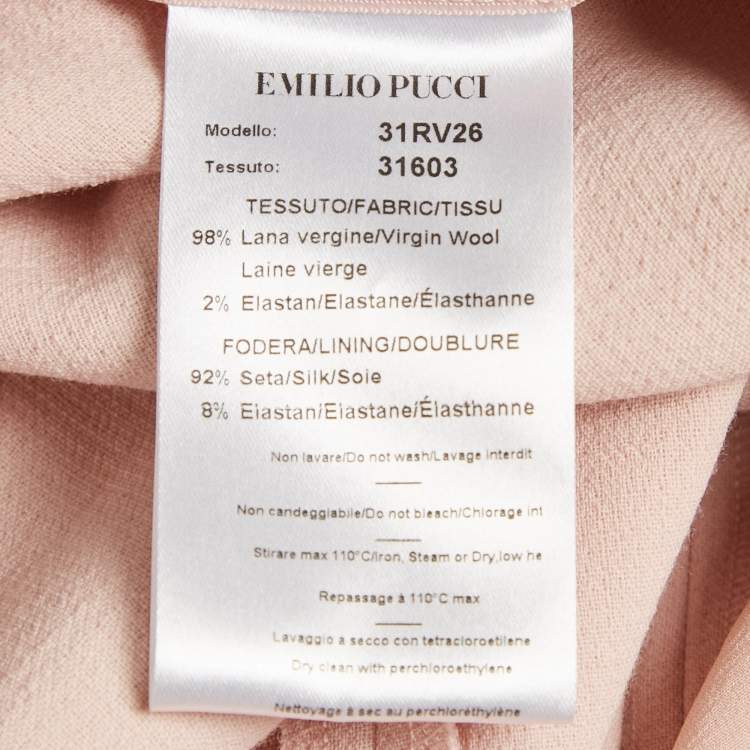 EMILIO PUCCI
Modello: 31RV26
Tessuto: 31603
TESSUTO/FABRIC/TISSU
98% Lana vergine/Virgin Wool
Laine vierge
2% Elastan/Elastane/Élasthanne
FODERA/LINING/DOUBLURE
92% Seta/Silk/Soie
8% Elastan/Elastane/Élasthanne
Non lavare/Do not wash/Lavage interdit
Non candeggiabile/Do not bleach/Chlorage int
Stirare max 110°C/Iron, Steam or Dry,low he
Repassage à 110°C max
Lavaggio a secco con tetracloroetilene
Dry clean with perchloroethylene
Nettoyage à sec au perchloréthylène